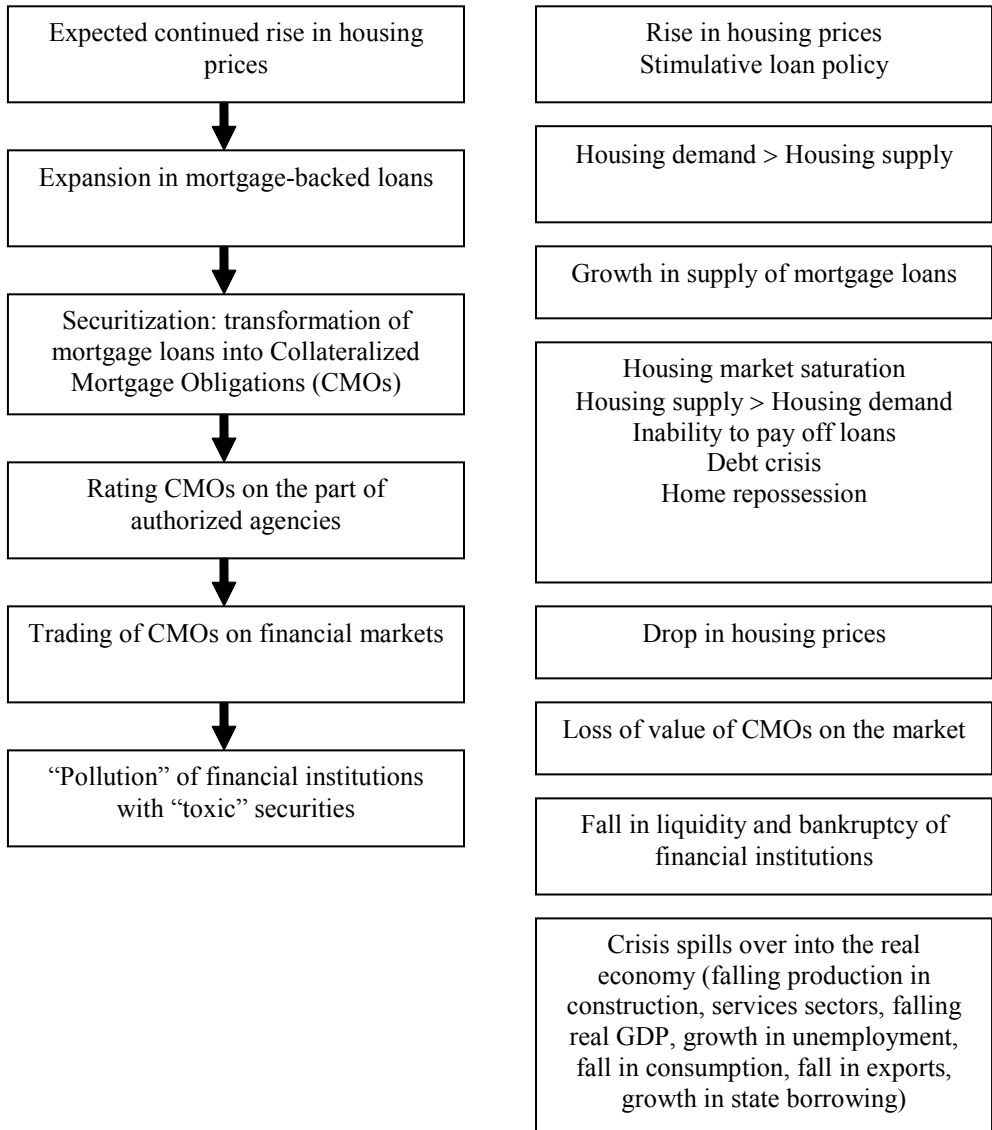 Expected continued rise in housing
prices
Expansion in mortgage-backed loans
Securitization: transformation of
mortgage loans into Collateralized
Mortgage Obligations (CMOs)
Rating CMOs on the part of
authorized agencies
Trading of CMOs on financial markets
“Pollution” of financial institutions
with “toxic” securities
Rise in housing prices
Stimulative loan policy
Housing demand > Housing supply
Growth in supply of mortgage loans
Housing market saturation
Housing supply > Housing demand
Inability to pay off loans
Debt crisis
Home repossession
Drop in housing prices
Loss of value of CMOs on the market
Fall in liquidity and bankruptcy of
financial institutions
Crisis spills over into the real
economy (falling production in
construction, services sectors, falling
real GDP, growth in unemployment,
fall in consumption, fall in exports,
growth in state borrowing)